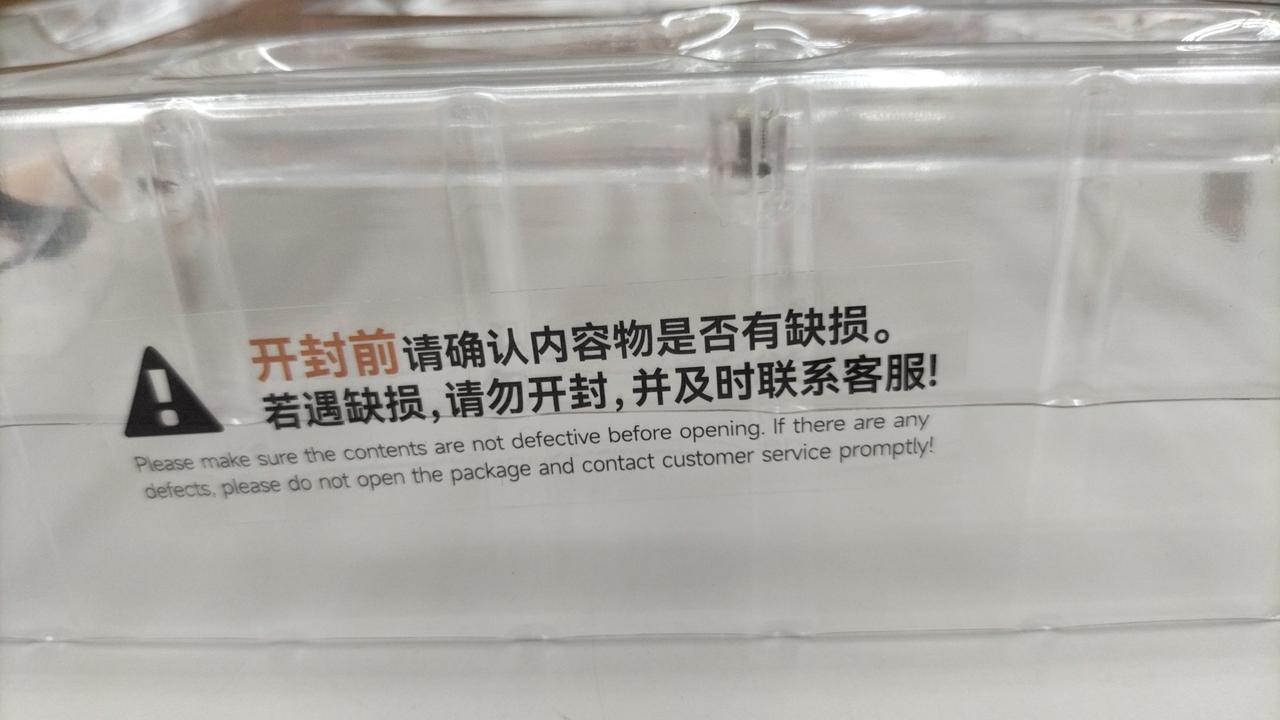 开封前请确认内容物是否有缺损。
若遇缺损,请勿开封,并及时联系客服!
Please make sure the contents are not defective before opening. If there are any
defects, please do not open the package and contact customer service promptly!